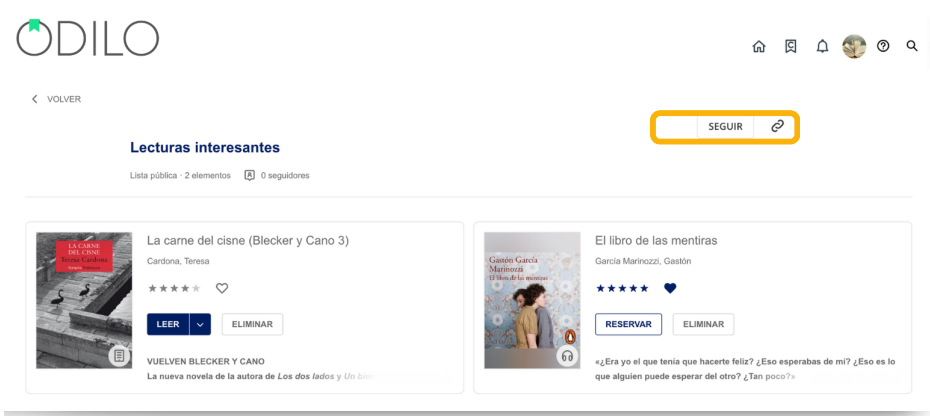 ODILO
VOLVER
SEGUIR
Lecturas interesantes
Lista pública · 2 elementos 0 seguidores
LA CARNE
DEL CISNE
Teresa Cardona
La carne del cisne (Blecker y Cano 3)
Cardona, Teresa
LEER
ELIMINAR
VUELVEN BLECKER Y CANO
La nueva novela de la autora de Los dos lados y Un bien
Gastón García
Marinozzi
El libro de las mentiras
El libro de las mentiras
García Marinozzi, Gastón
RESERVAR
ELIMINAR
«¿Era yo el que tenía que hacerte feliz? ¿Eso esperabas de mí? ¿Eso es lo
que alguien puede esperar del otro? ¿Tan poco?»